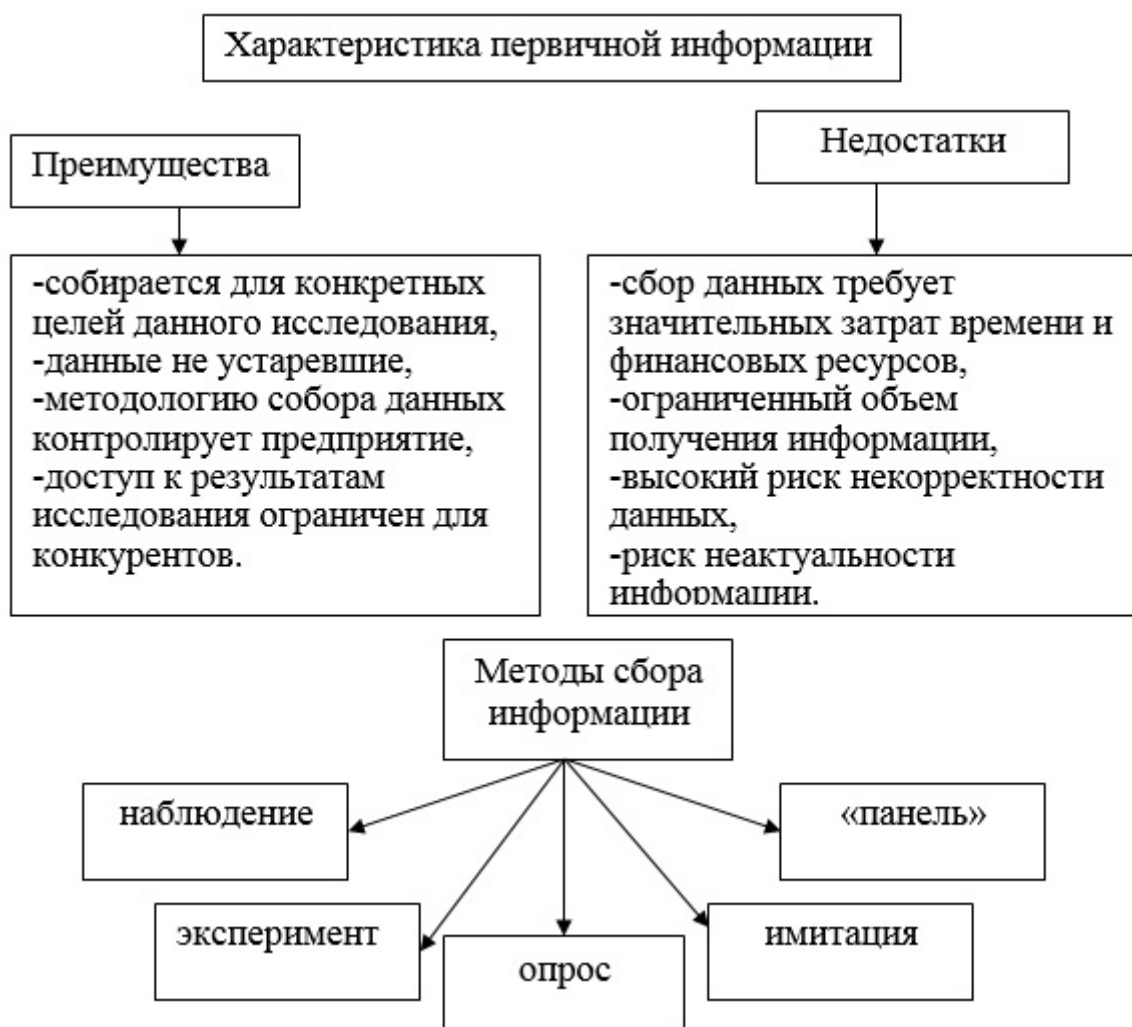 Характеристика первичной информации
Преимущества
Недостатки
-собирается для конкретных
целей данного исследования,
-данные не устаревшие,
-методологию собора данных
контролирует предприятие,
-доступ к результатам
исследования ограничен для
конкурентов.
-сбор данных требует
значительных затрат времени и
финансовых ресурсов,
-ограниченный объем
получения информации,
-высокий риск некорректности
данных,
-риск неактуальности
информации.
Методы сбора
информации
наблюдение
«панель»
эксперимент
опрос
имитация